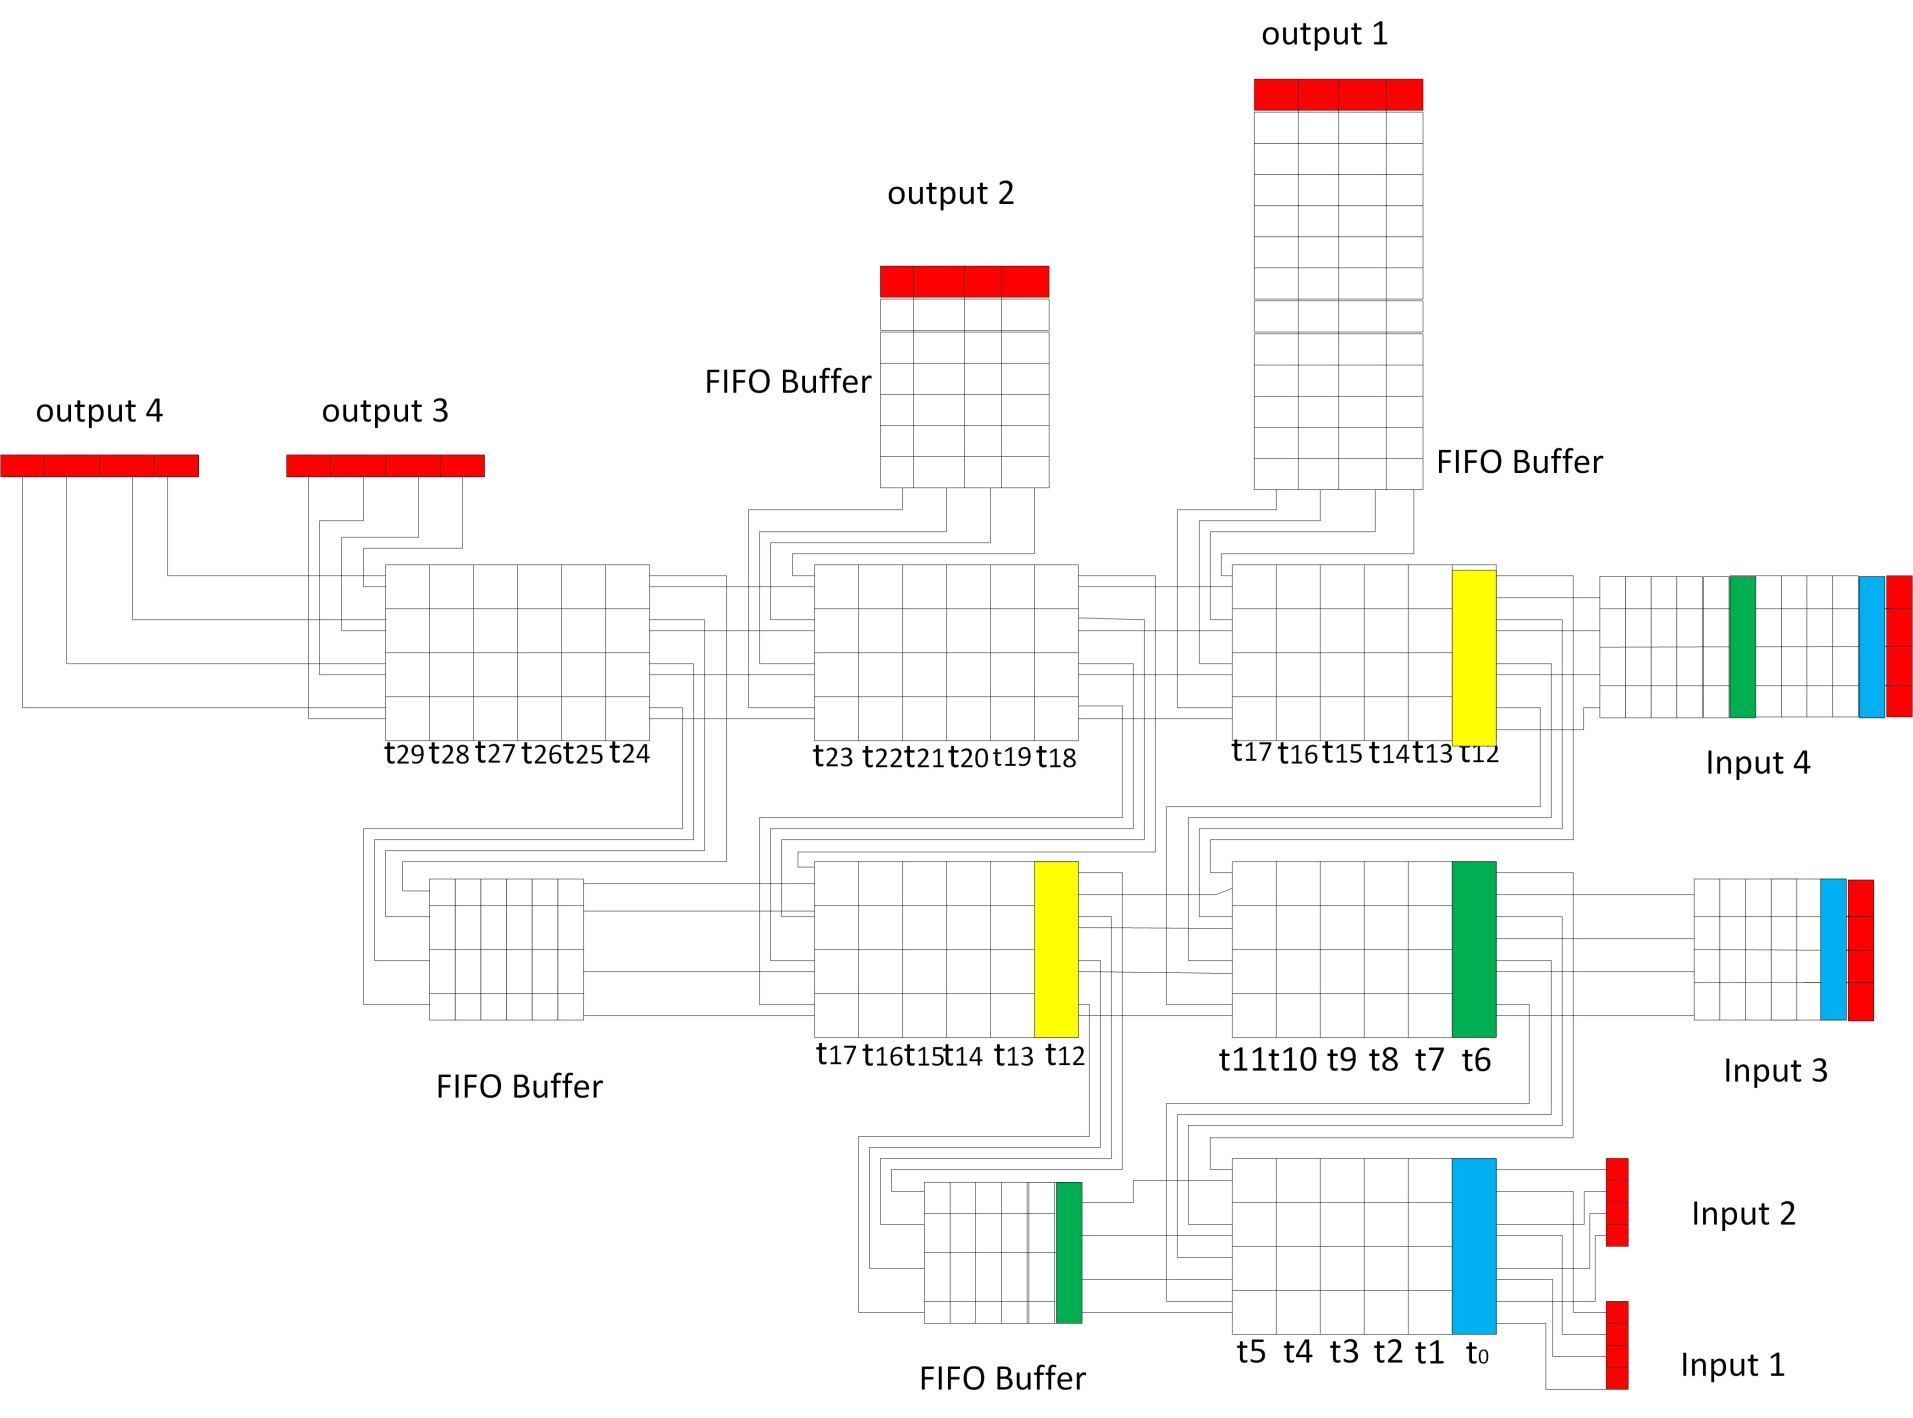 output 1
output 2
FIFO Buffer
output 4
output 3
FIFO Buffer
t29 t28 t27 t26 t25 t24
t23 t22 t21 t20 t19 t18
t17 t16 t15 t14 t13 t12
Input 4
t17 t16 t15 t14 t13 t12
t11 t10 t9 t8 t7 t6
Input 3
FIFO Buffer
Input 2
t5 t4 t3 t2 t1 t0
Input 1
FIFO Buffer